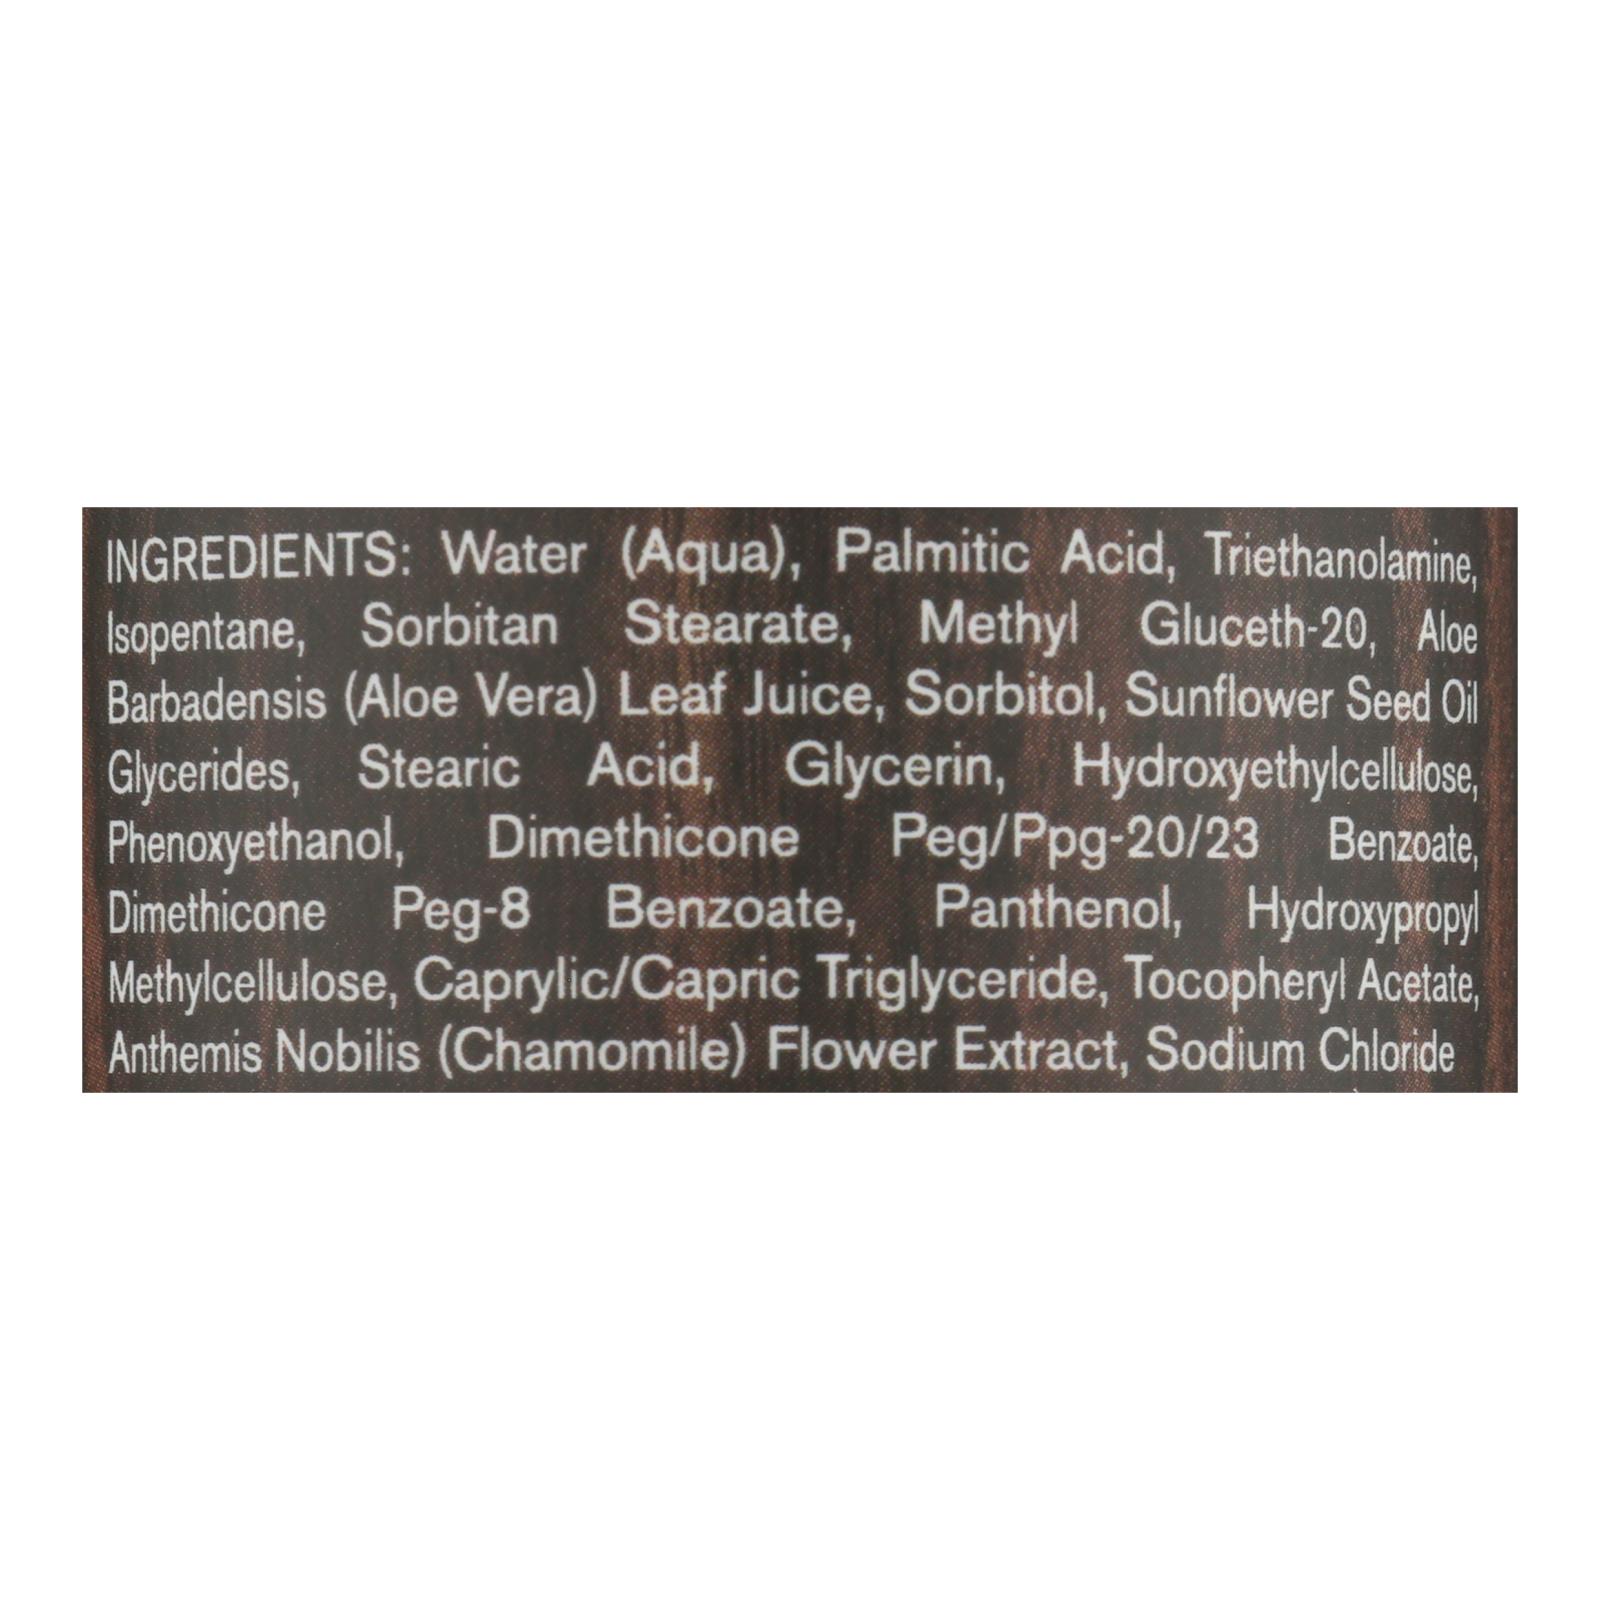 INGREDIENTS: Water (Aqua), Palmitic Acid, Triethanolamine,
Isopentane, Sorbitan Stearate, Methyl Gluceth-20, Aloe
Barbadensis (Aloe Vera) Leaf Juice, Sorbitol, Sunflower Seed Oil
Glycerides, Stearic Acid, Glycerin, Hydroxyethylcellulose,
Phenoxyethanol, Dimethicone Peg/Ppg-20/23 Benzoate,
Dimethicone Peg-8 Benzoate, Panthenol, Hydroxypropyl
Methylcellulose, Caprylic/Capric Triglyceride, Tocopheryl Acetate,
Anthemis Nobilis (Chamomile) Flower Extract, Sodium Chloride